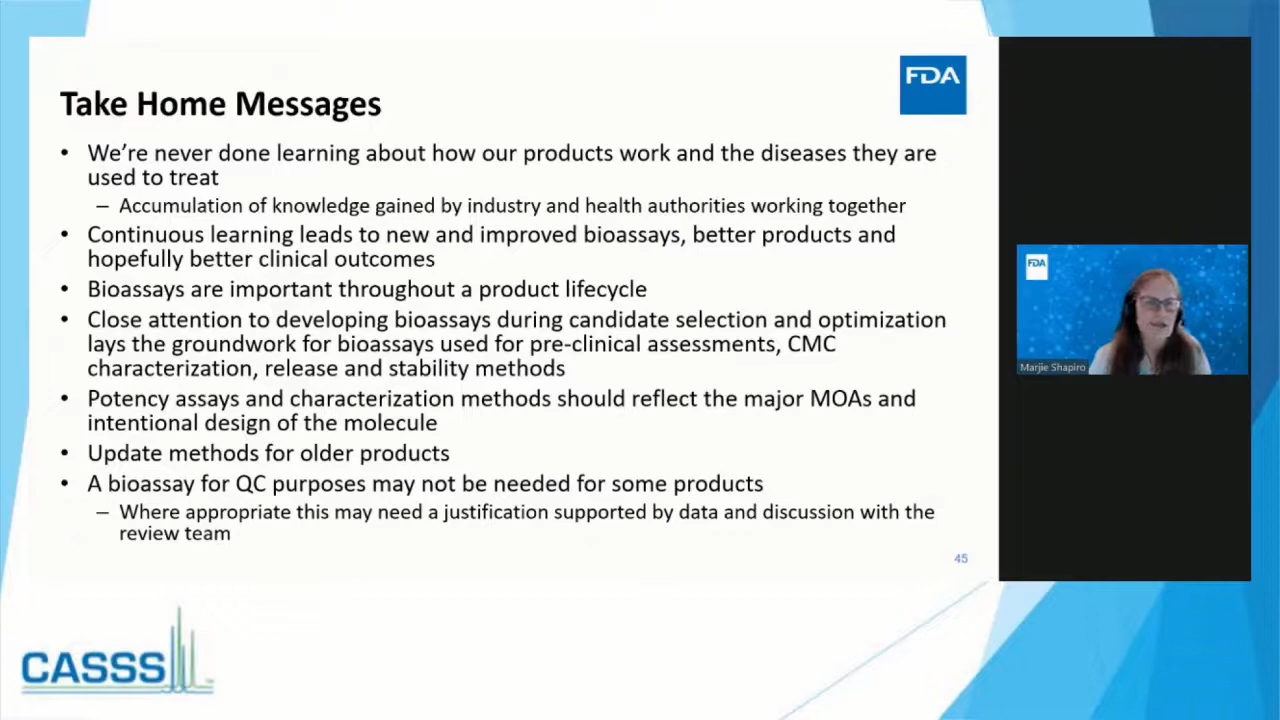 FDA
Take Home Messages
• We’re never done learning about how our products work and the diseases they are
used to treat
– Accumulation of knowledge gained by industry and health authorities working together
• Continuous learning leads to new and improved bioassays, better products and
hopefully better clinical outcomes
• Bioassays are important throughout a product lifecycle
• Close attention to developing bioassays during candidate selection and optimization
lays the groundwork for bioassays used for pre-clinical assessments, CMC
characterization, release and stability methods
• Potency assays and characterization methods should reflect the major MOAs and
intentional design of the molecule
• Update methods for older products
• A bioassay for QC purposes may not be needed for some products
– Where appropriate this may need a justification supported by data and discussion with the
review team
45
FDA
Marjie Shapiro
CASSS